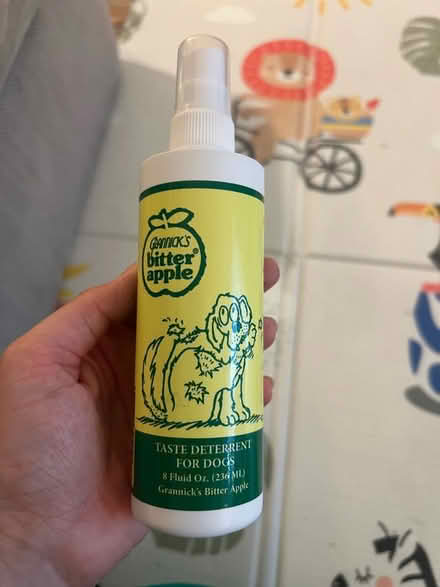 GRANNICK'S
bitter®
apple
TASTE DETERRENT
FOR DOGS
8 Fluid Oz. (236 ML)
Grannick's Bitter Apple